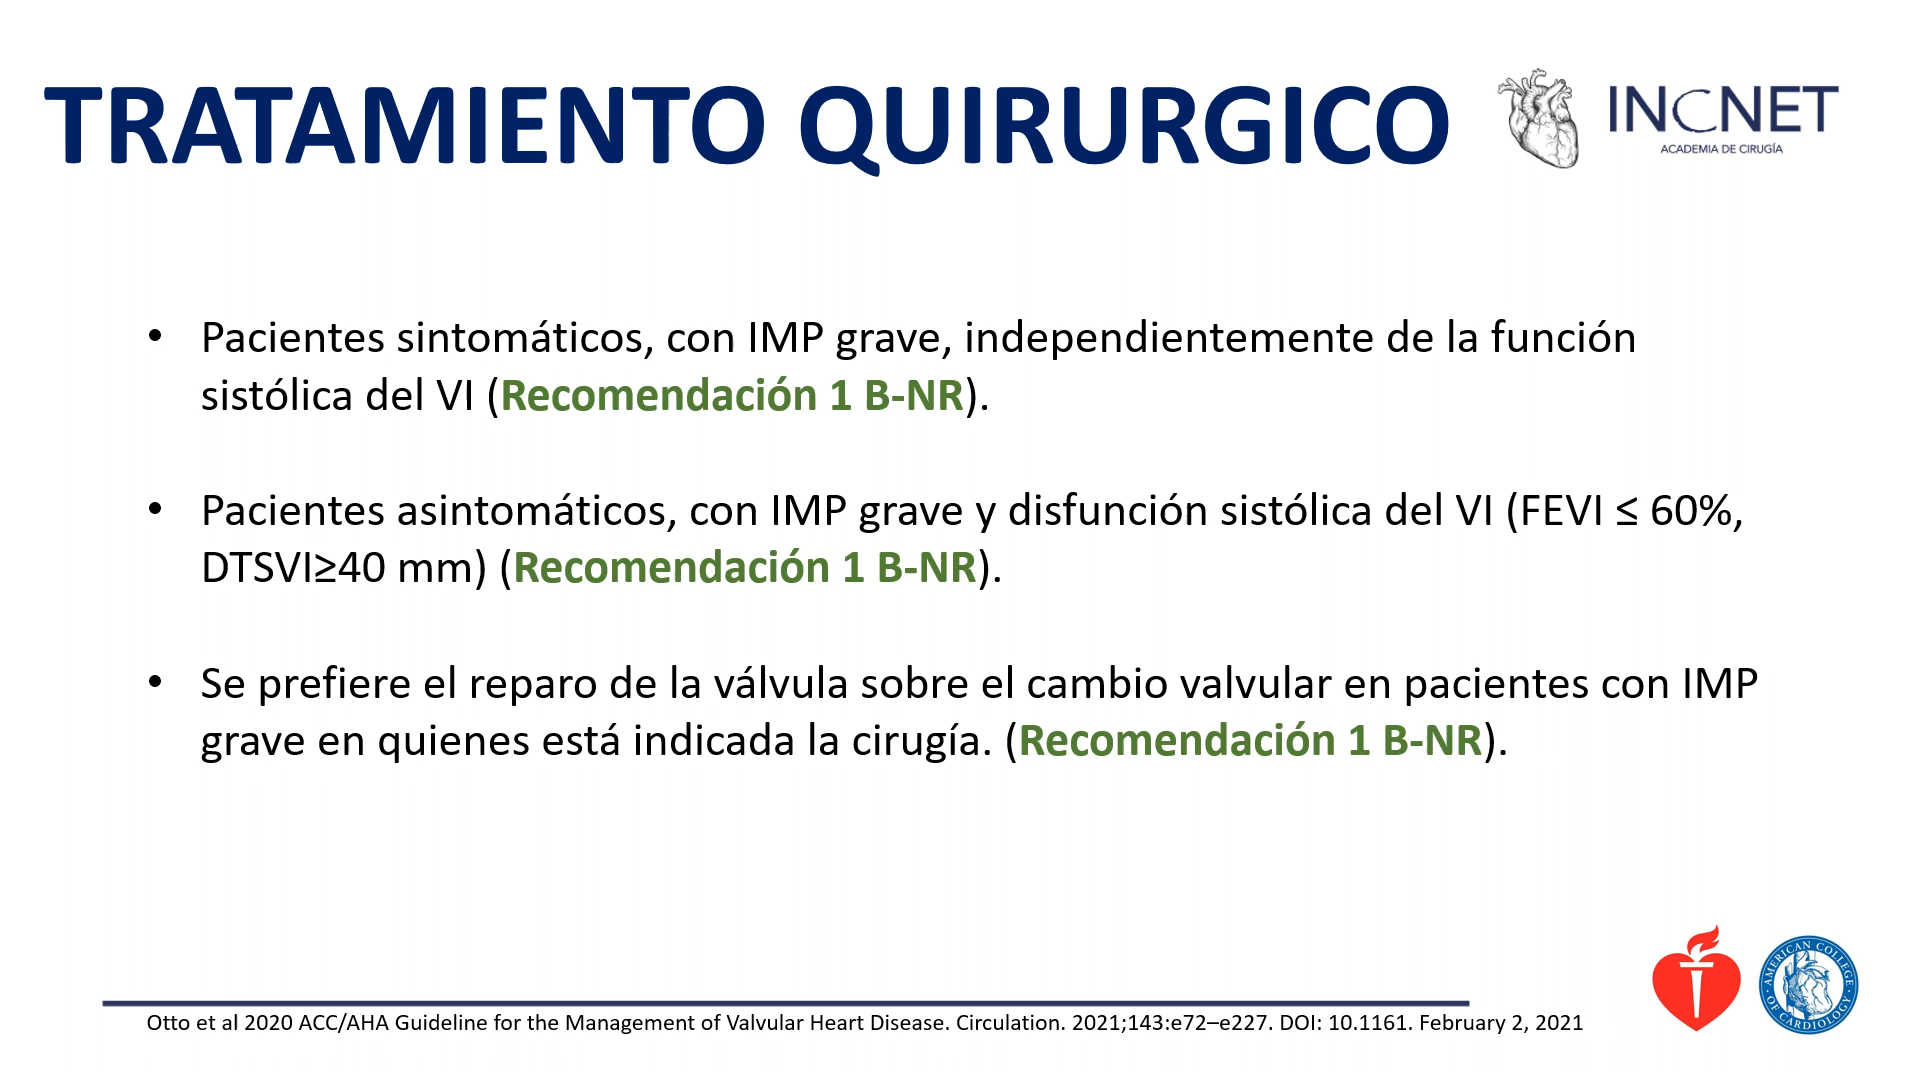 TRATAMIENTO QUIRURGICO
INCNET
ACADEMIA DE CIRUGÍA
• Pacientes sintomáticos, con IMP grave, independientemente de la función
sistólica del VI (Recomendación 1 B-NR).
• Pacientes asintomáticos, con IMP grave y disfunción sistólica del VI (FEVI ≤ 60%,
DTSVI≥40 mm) (Recomendación 1 B-NR).
• Se prefiere el reparo de la válvula sobre el cambio valvular en pacientes con IMP
grave en quienes está indicada la cirugía. (Recomendación 1 B-NR).
AMERICAN COLLEGE OF CARDIOLOGY
Otto et al 2020 ACC/AHA Guideline for the Management of Valvular Heart Disease. Circulation. 2021;143:e72–e227. DOI: 10.1161. February 2, 2021